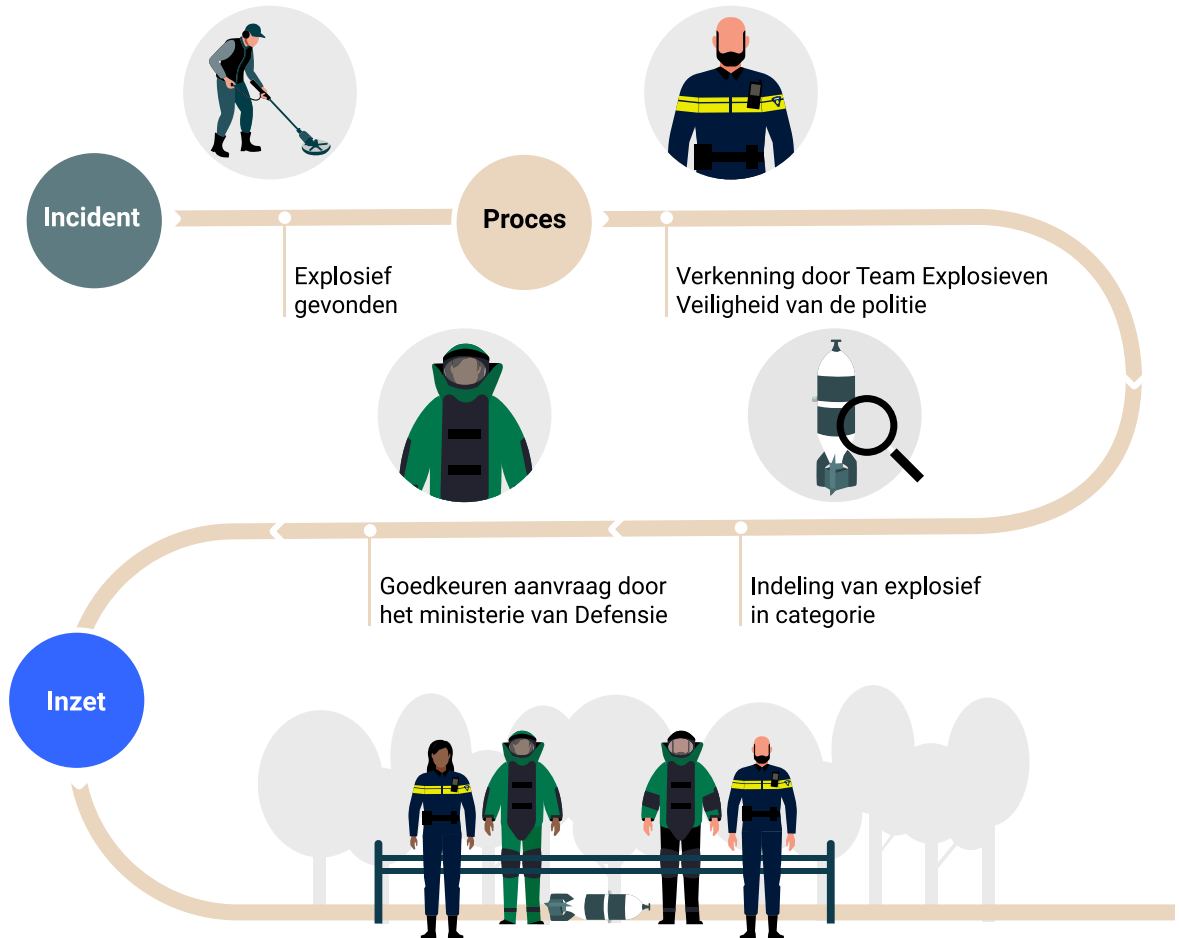 Incident
Explosief
gevonden
Proces
Verkenning door Team Explosieven
Veiligheid van de politie
Indeling van explosief
in categorie
Goedkeuren aanvraag door
het ministerie van Defensie
Inzet